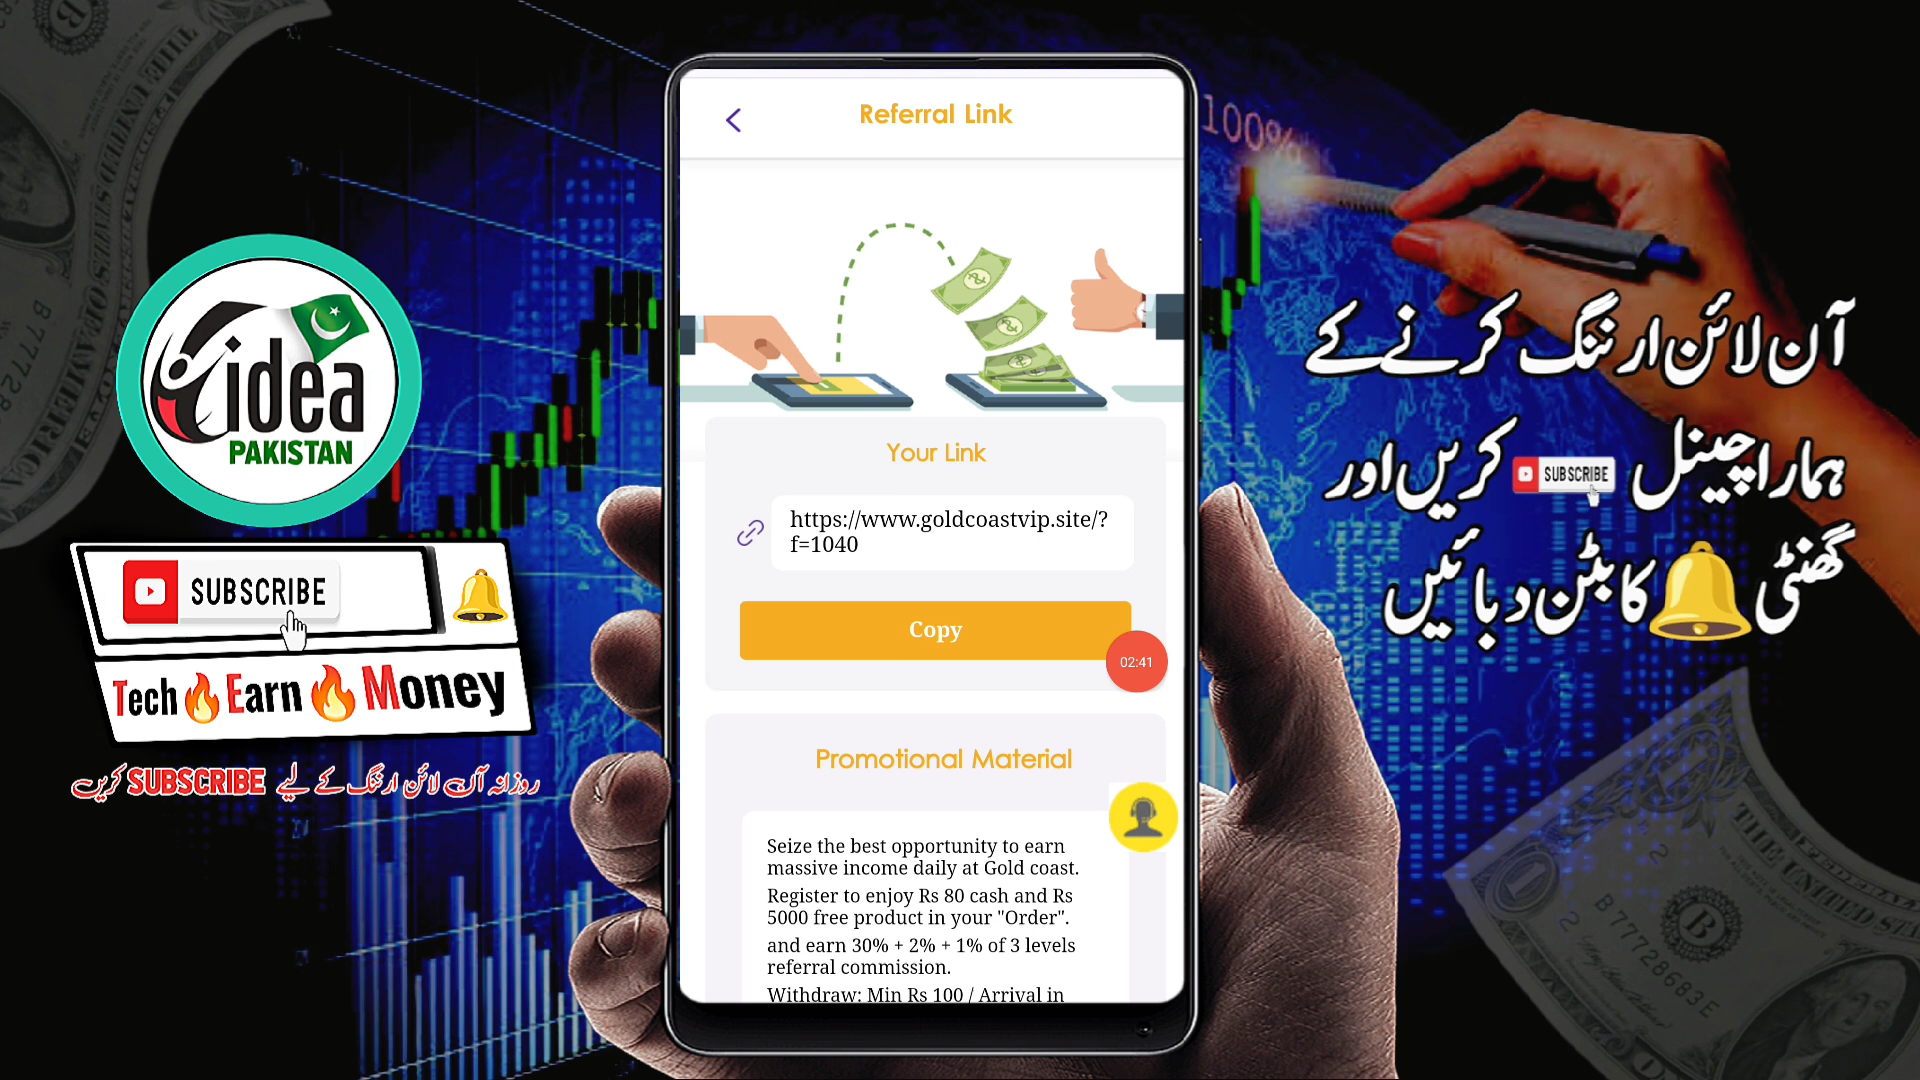 Referral Link
100%
idea
PAKISTAN
آن لائن ارننگ کرنے کے
ہمارا چینل SUBSCRIBE کریں اور
گھنٹی کا بٹن دبائیں
Your Link
https://www.goldcoastvip.site/?
f=1040
Copy
02:41
SUBSCRIBE
Tech Earn Money
روزانہ آن لائن ارننگ کے لیے SUBSCRIBE کریں
Promotional Material
Seize the best opportunity to earn
massive income daily at Gold coast.
Register to enjoy Rs 80 cash and Rs
5000 free product in your "Order".
and earn 30% + 2% + 1% of 3 levels
referral commission.
Withdraw: Min Rs 100 / Arrival in
B77728683E